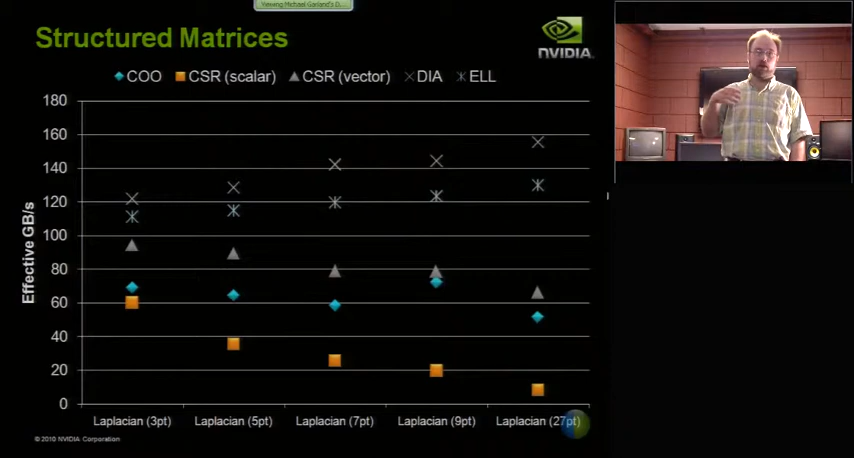 Viewing Michael Garland's D...
Structured Matrices
NVIDIA.
COO CSR (scalar) CSR (vector) DIA ELL
180
160
140
120
100
80
60
40
20
0
Effective GB/s
Laplacian (3pt) Laplacian (5pt) Laplacian (7pt) Laplacian (9pt) Laplacian (27pt)
© 2010 NVIDIA Corporation